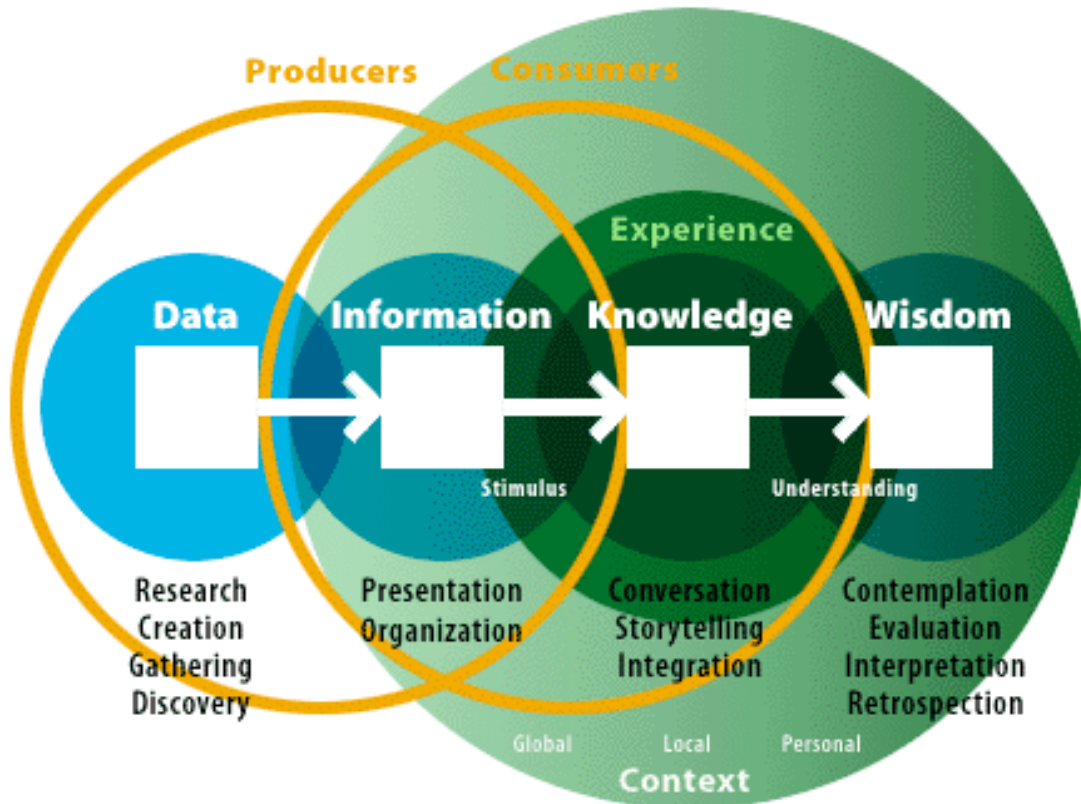 Producers
Consumers
Experience
Data
Information
Knowledge
Wisdom
Stimulus
Understanding
Research
Creation
Gathering
Discovery
Presentation
Organization
Conversation
Storytelling
Integration
Contemplation
Evaluation
Interpretation
Retrospection
Global
Local
Personal
Context